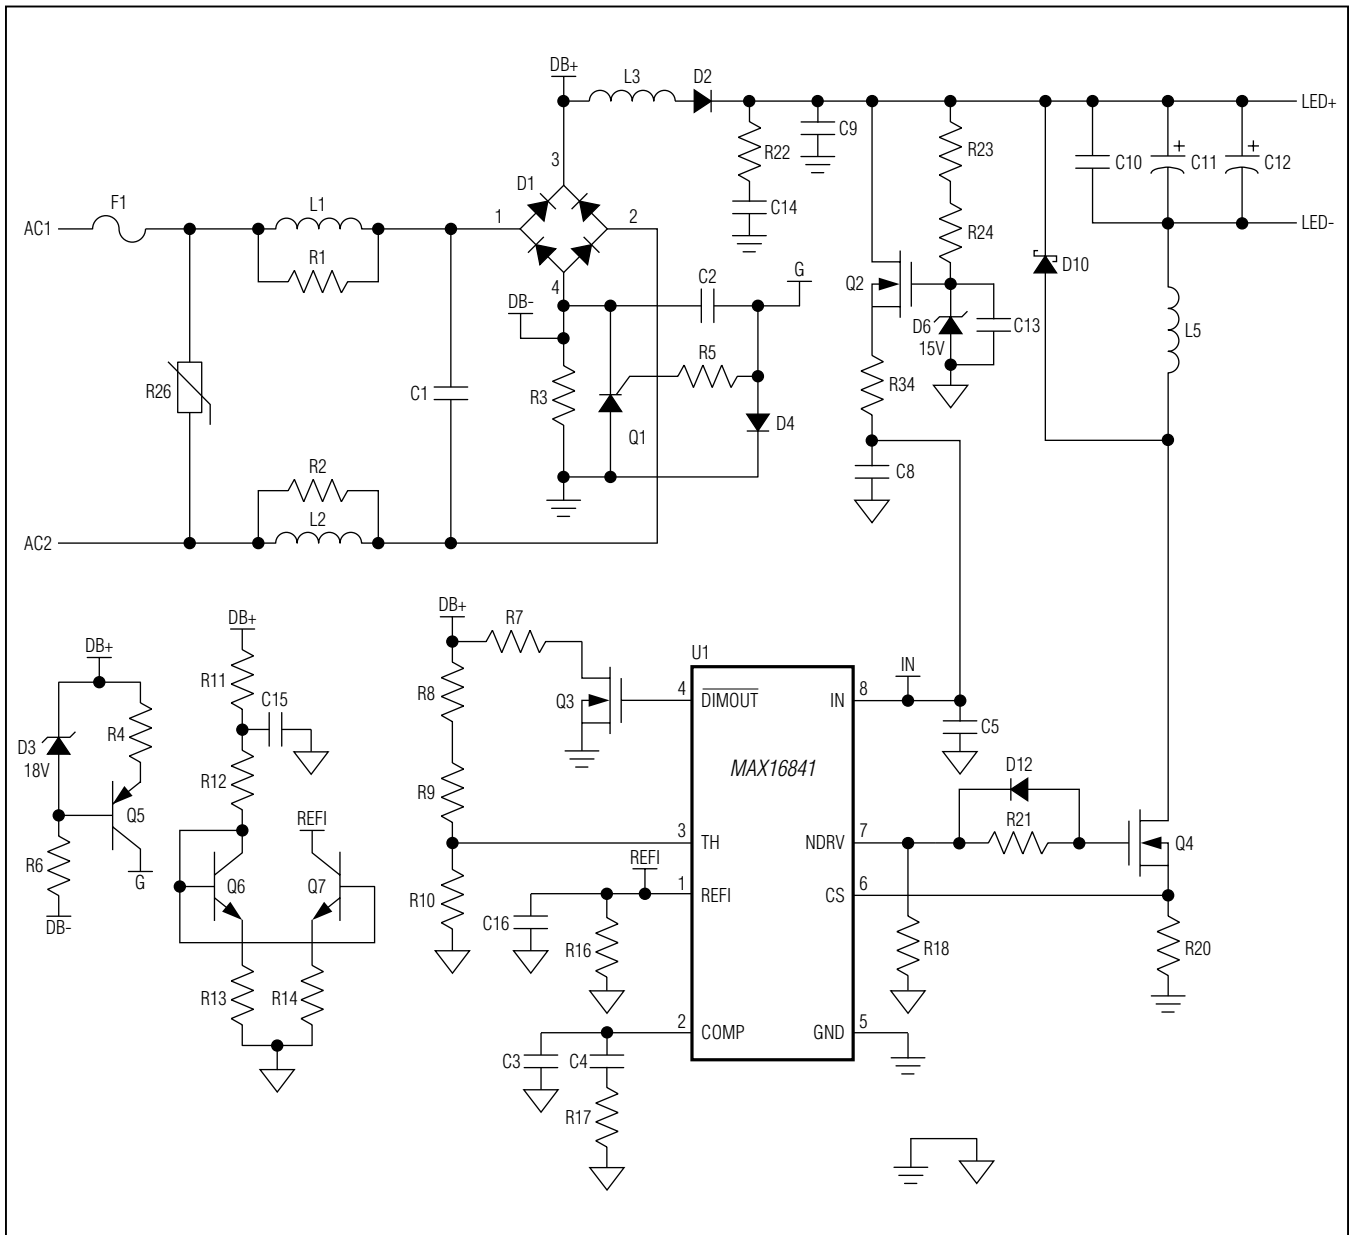 DB+
L3
D2
LED+
C9
R22
R23
C10
C11
+
C12
+
3
D1
F1
L1
AC1
1
2
C14
R24
LED-
R1
D10
4
C2
G
Q2
DB-
D6
15V
C13
L5
R5
R26
C1
R3
R34
Q1
D4
R2
C8
L2
AC2
DB+
DB+
R7
U1
DB+
R11
C15
R8
Q3
4
DIMOUT
IN
8
IN
R4
D3
18V
C5
R12
R9
MAX16841
D12
Q5
REFI
R21
3
TH
NDRV
7
Q4
R6
G
REFI
Q6
Q7
R10
1
REFI
CS
6
DB-
C16
R16
R18
R20
R13
R14
2
COMP
GND
5
C3
C4
R17